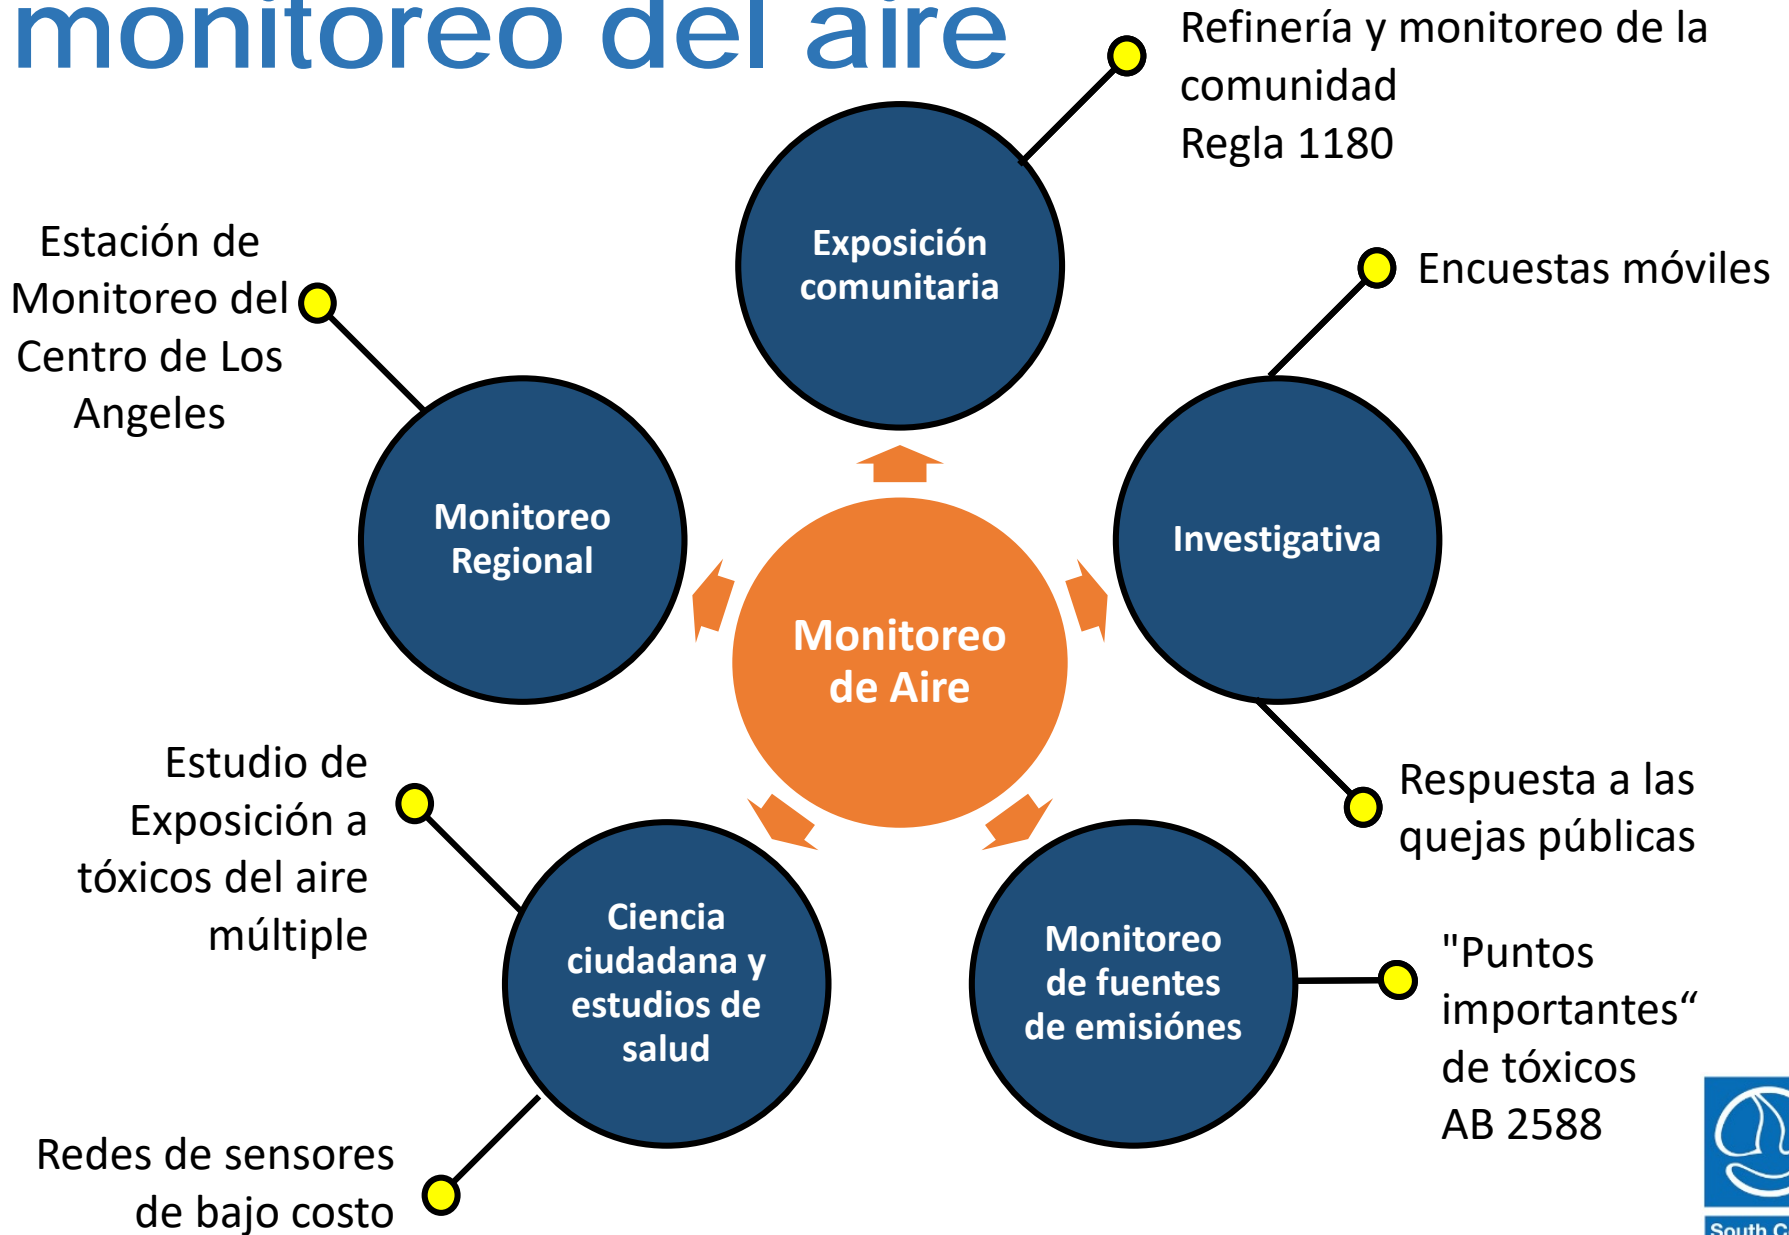 monitoreo del aire
Refinería y monitoreo de la
comunidad
Regla 1180
Exposición
comunitaria
Encuestas móviles
Estación de
Monitoreo del
Centro de Los
Angeles
Monitoreo
Regional
Investigativa
Monitoreo
de Aire
Respuesta a las
quejas públicas
Estudio de
Exposición a
tóxicos del aire
múltiple
Ciencia
ciudadana y
estudios de
salud
Monitoreo
de fuentes
de emisiónes
"Puntos
importantes“
de tóxicos
AB 2588
Redes de sensores
de bajo costo
South C